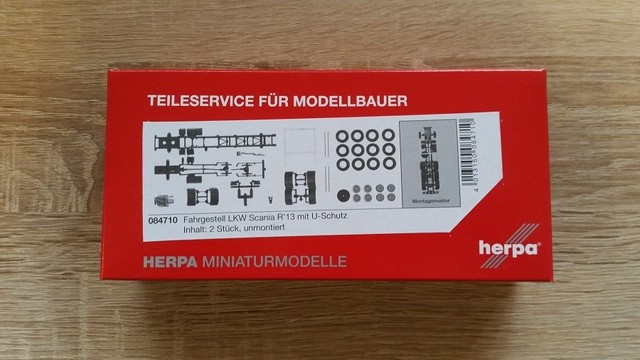 TEILESERVICE FÜR MODELLBAUER
Montagemuster
084710 Fahrgestell LKW Scania R'13 mit U-Schutz
Inhalt: 2 Stück, unmontiert
herpa
HERPA MINIATURMODELLE